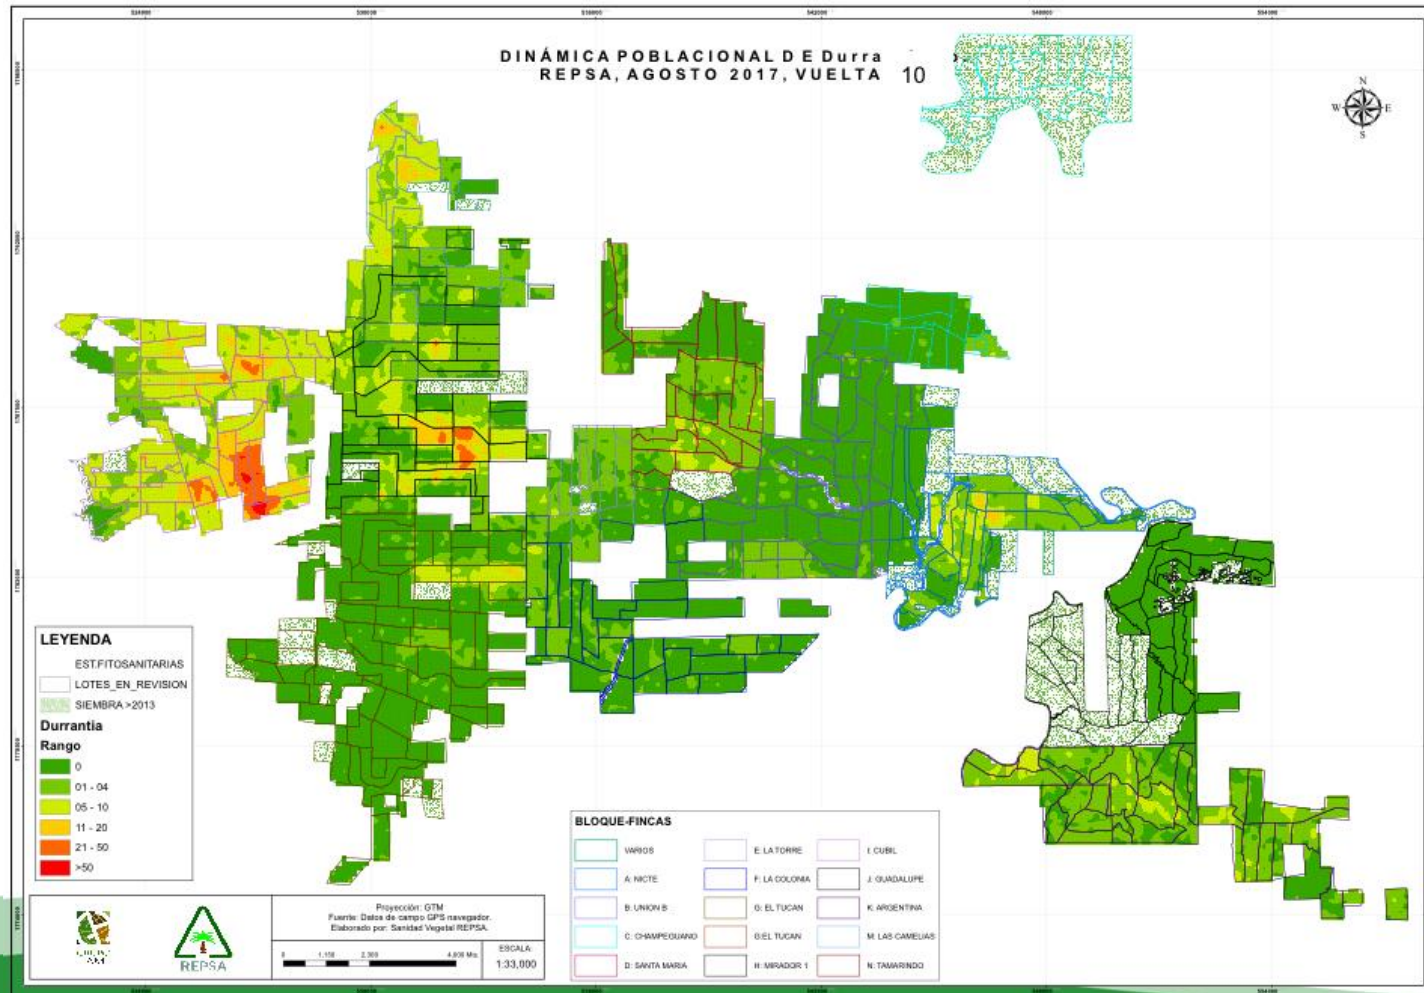 DINÁMICA POBLACIONAL DE Durra
REPSA, AGOSTO 2017, VUELTA 10
N
W E
S
LEYENDA
EST.FITOSANITARIAS
LOTES_EN_REVISION
SIEMBRA >2013
Durrantia
Rango
0
01 - 04
05 - 10
11 - 20
21 - 50
>50
BLOQUE-FINCAS
VARIOS
E: LA TORRE
I: CUBIL
A: NICTE
F: LA COLONIA
J: GUADALUPE
B: UNION B
G: EL TUCAN
K: ARGENTINA
C: CHAMPEGUANO
G:EL TUCAN
M: LAS CAMELIAS
D: SANTA MARIA
H: MIRADOR 1
N: TAMARINDO
REPSA
Proyección: GTM
Fuente: Datos de campo GPS navegador.
Elaborado por: Sanidad Vegetal REPSA.
ESCALA:
1:33,000